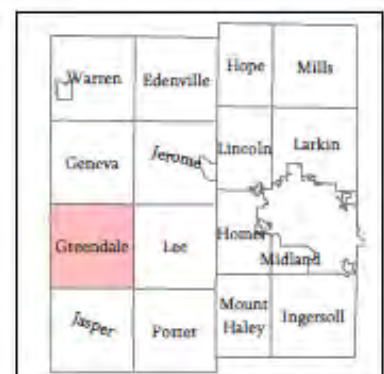 Warren Edenville Hope Mills
Geneva Jerome Lincoln Larkin
Greendale Lee Homer Midland
Jasper Porter Mount Haley Ingersoll